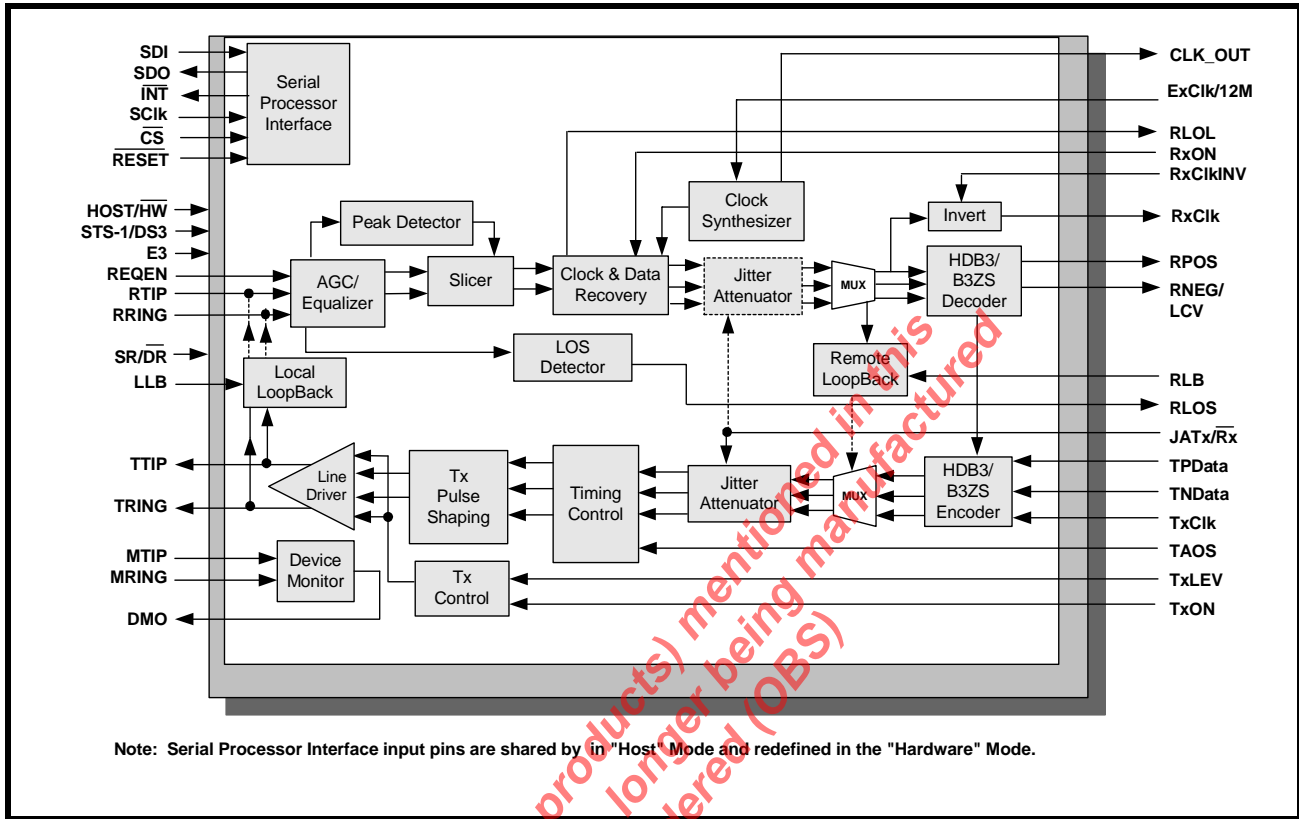 SDI
SDO
INT
SClk
CS
RESET
Serial
Processor
Interface
CLK_OUT
ExClk/12M
RLOL
RxON
RxClkINV
RxClk
HOST/HW
STS-1/DS3
E3
REQEN
RTIP
RRING
SR/DR
LLB
Peak Detector
AGC/
Equalizer
Slicer
Clock & Data
Recovery
Clock
Synthesizer
Jitter
Attenuator
MUX
Invert
HDB3/
B3ZS
Decoder
RPOS
RNEG/
LCV
LOS
Detector
Remote
LoopBack
RLB
RLOS
JATx/Rx
Local
LoopBack
TTIP
TRING
Line
Driver
Tx
Pulse
Shaping
Timing
Control
Jitter
Attenuator
MUX
HDB3/
B3ZS
Encoder
TPData
TNData
TxClk
TAOS
TxLEV
TxON
MTIP
MRING
DMO
Device
Monitor
Tx
Control
products) mentioned in this
longer being manufactured
dered (OBS)
Note: Serial Processor Interface input pins are shared by in "Host" Mode and redefined in the "Hardware" Mode.